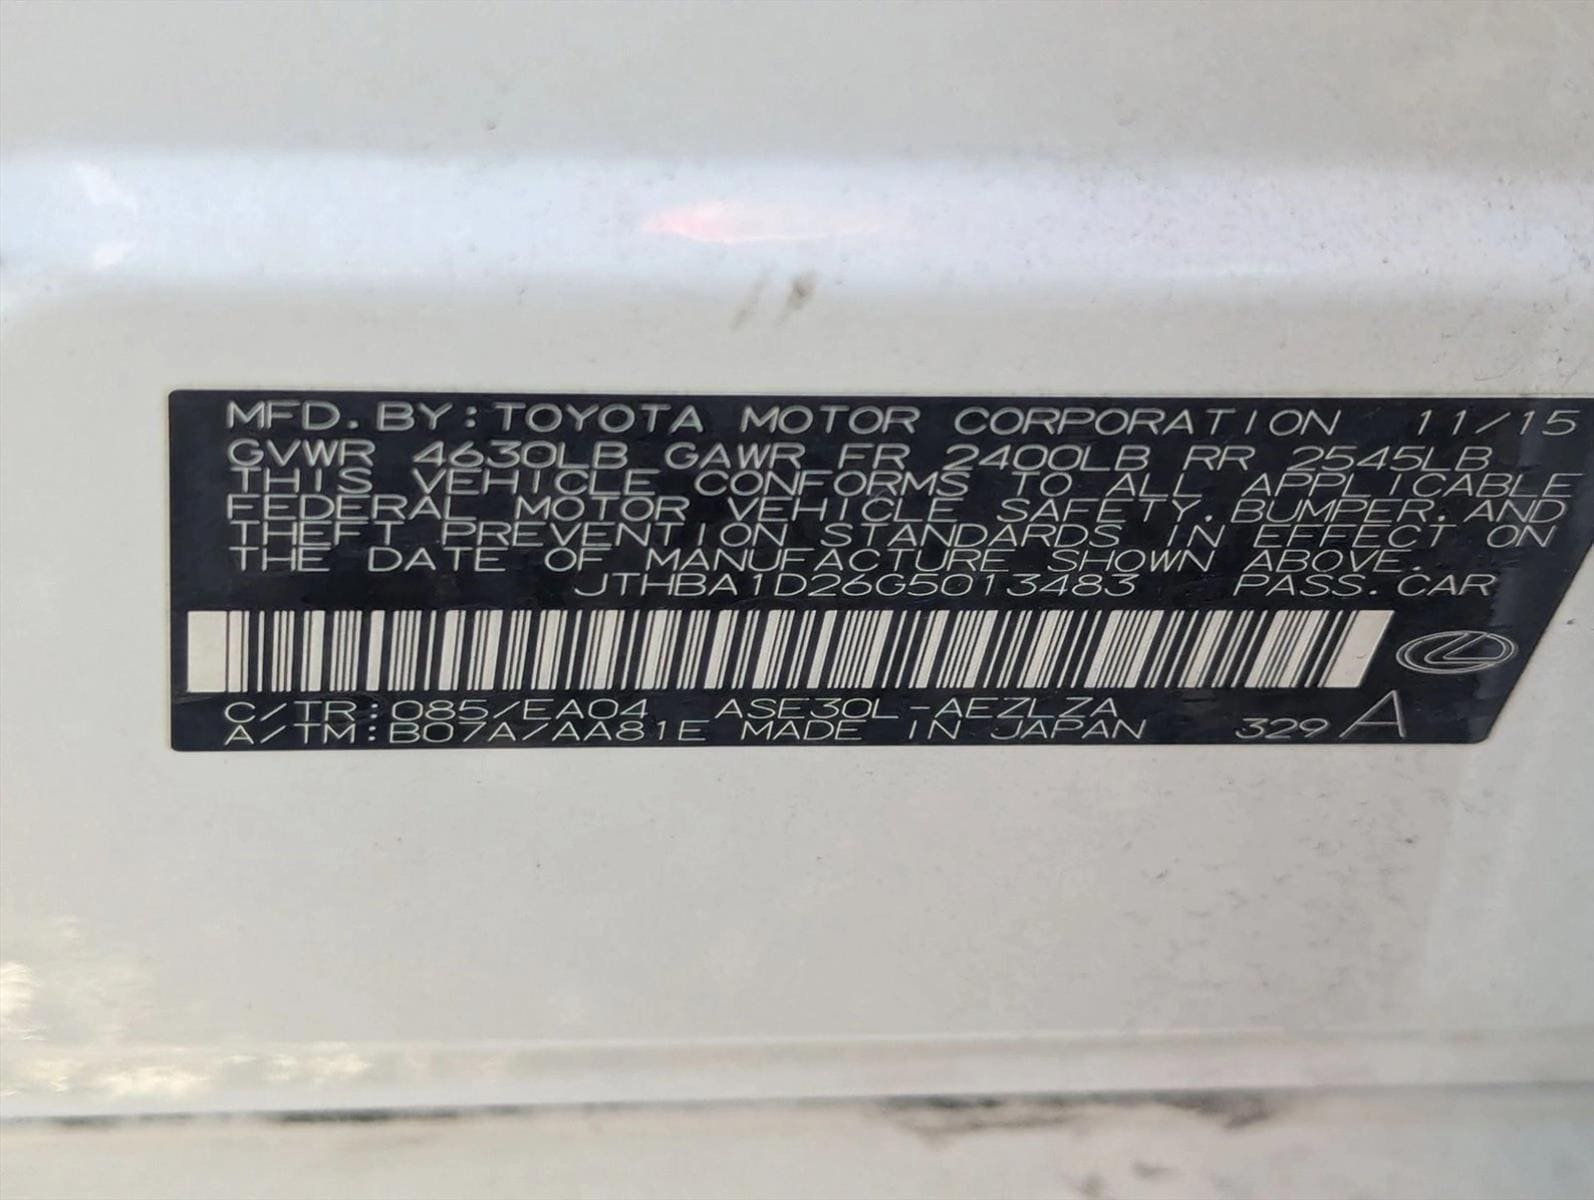 MFD.BY:TOYOTA MOTOR CORPORATION 11/15
GVWR 4630LB GAWR FR 2400LB RR 2545LB
THIS VEHICLE CONFORMS TO ALL APPLICABLE
FEDERAL MOTOR VEHICLE SAFETY, BUMPER, AND
THEFT PREVENTION STANDARDS IN EFFECT ON
THE DATE OF MANUFACTURE SHOWN ABOVE.
JTHBA1D26G5013483 PASS.CAR
C/TR:085/EA04 ASE30L-AEZLZA
A/TM:B07A/AA81E MADE IN JAPAN 329 A